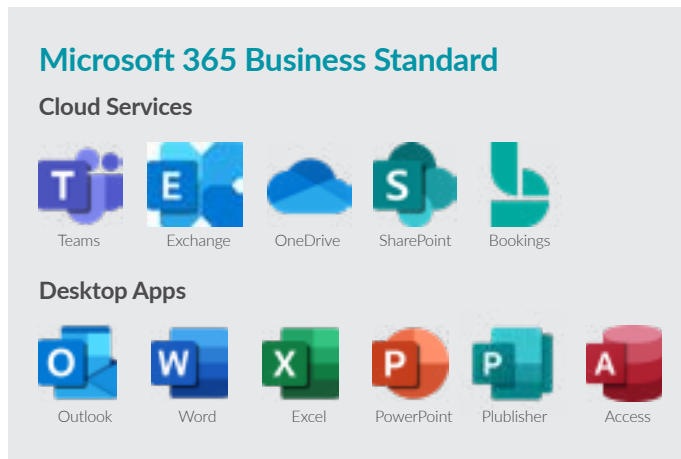 Microsoft 365 Business Standard
Cloud Services
T E S
Teams Exchange OneDrive SharePoint Bookings
Desktop Apps
O W X P P A
Outlook Word Excel PowerPoint Plublisher Access